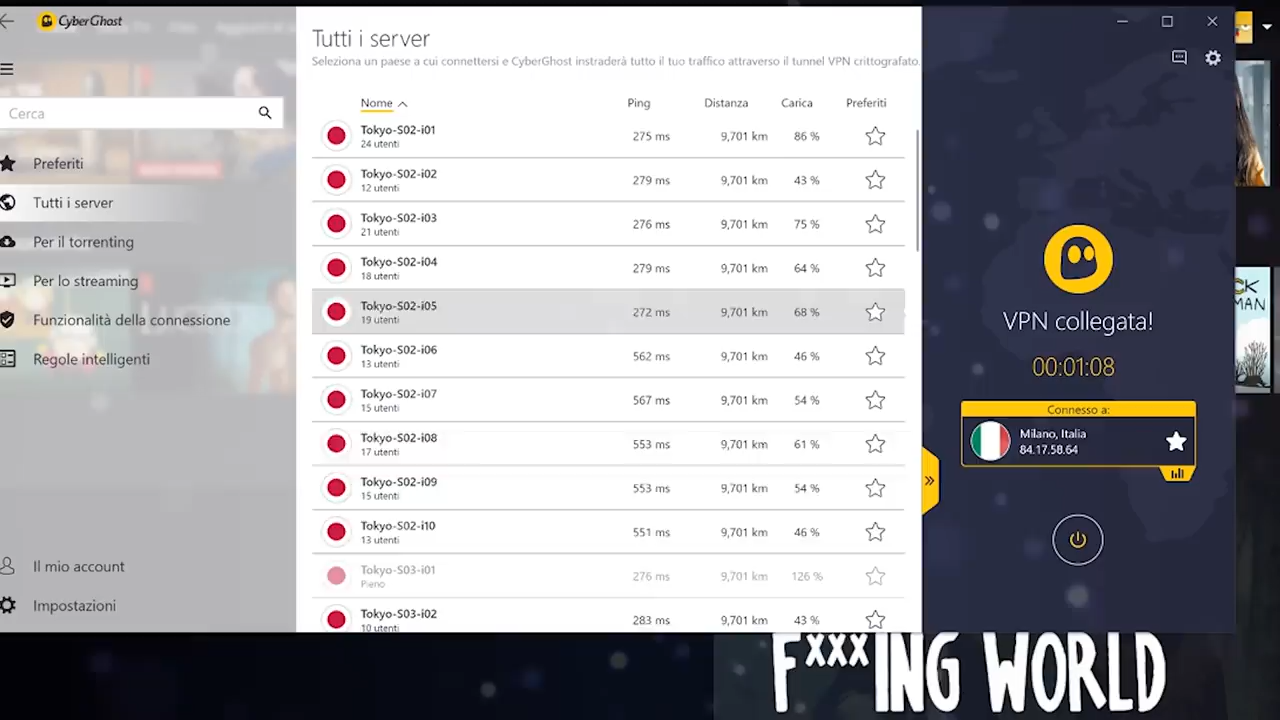 CyberGhost
Cerca
Preferiti
Tutti i server
Per il torrenting
Per lo streaming
Funzionalità della connessione
Regole intelligenti
Il mio account
Impostazioni
Tutti i server
Seleziona un paese a cui connettersi e CyberGhost instraderà tutto il tuo traffico attraverso il tunnel VPN crittografato.
Nome Ping Distanza Carica Preferiti
Tokyo-S02-i01 275 ms 9,701 km 86 %
24 utenti
Tokyo-S02-i02 279 ms 9,701 km 43 %
12 utenti
Tokyo-S02-i03 276 ms 9,701 km 75 %
21 utenti
Tokyo-S02-i04 279 ms 9,701 km 64 %
18 utenti
Tokyo-S02-i05 272 ms 9,701 km 68 %
19 utenti
Tokyo-S02-i06 562 ms 9,701 km 46 %
13 utenti
Tokyo-S02-i07 567 ms 9,701 km 54 %
15 utenti
Tokyo-S02-i08 553 ms 9,701 km 61 %
17 utenti
Tokyo-S02-i09 553 ms 9,701 km 54 %
15 utenti
Tokyo-S02-i10 551 ms 9,701 km 46 %
13 utenti
Tokyo-S03-i01 276 ms 9,701 km 126 %
Pieno
Tokyo-S03-i02 283 ms 9,701 km 43 %
10 utenti
VPN collegata!
00:01:08
Connesso a:
Milano, Italia
84.17.58.64
CK
MAN
F***ING WORLD